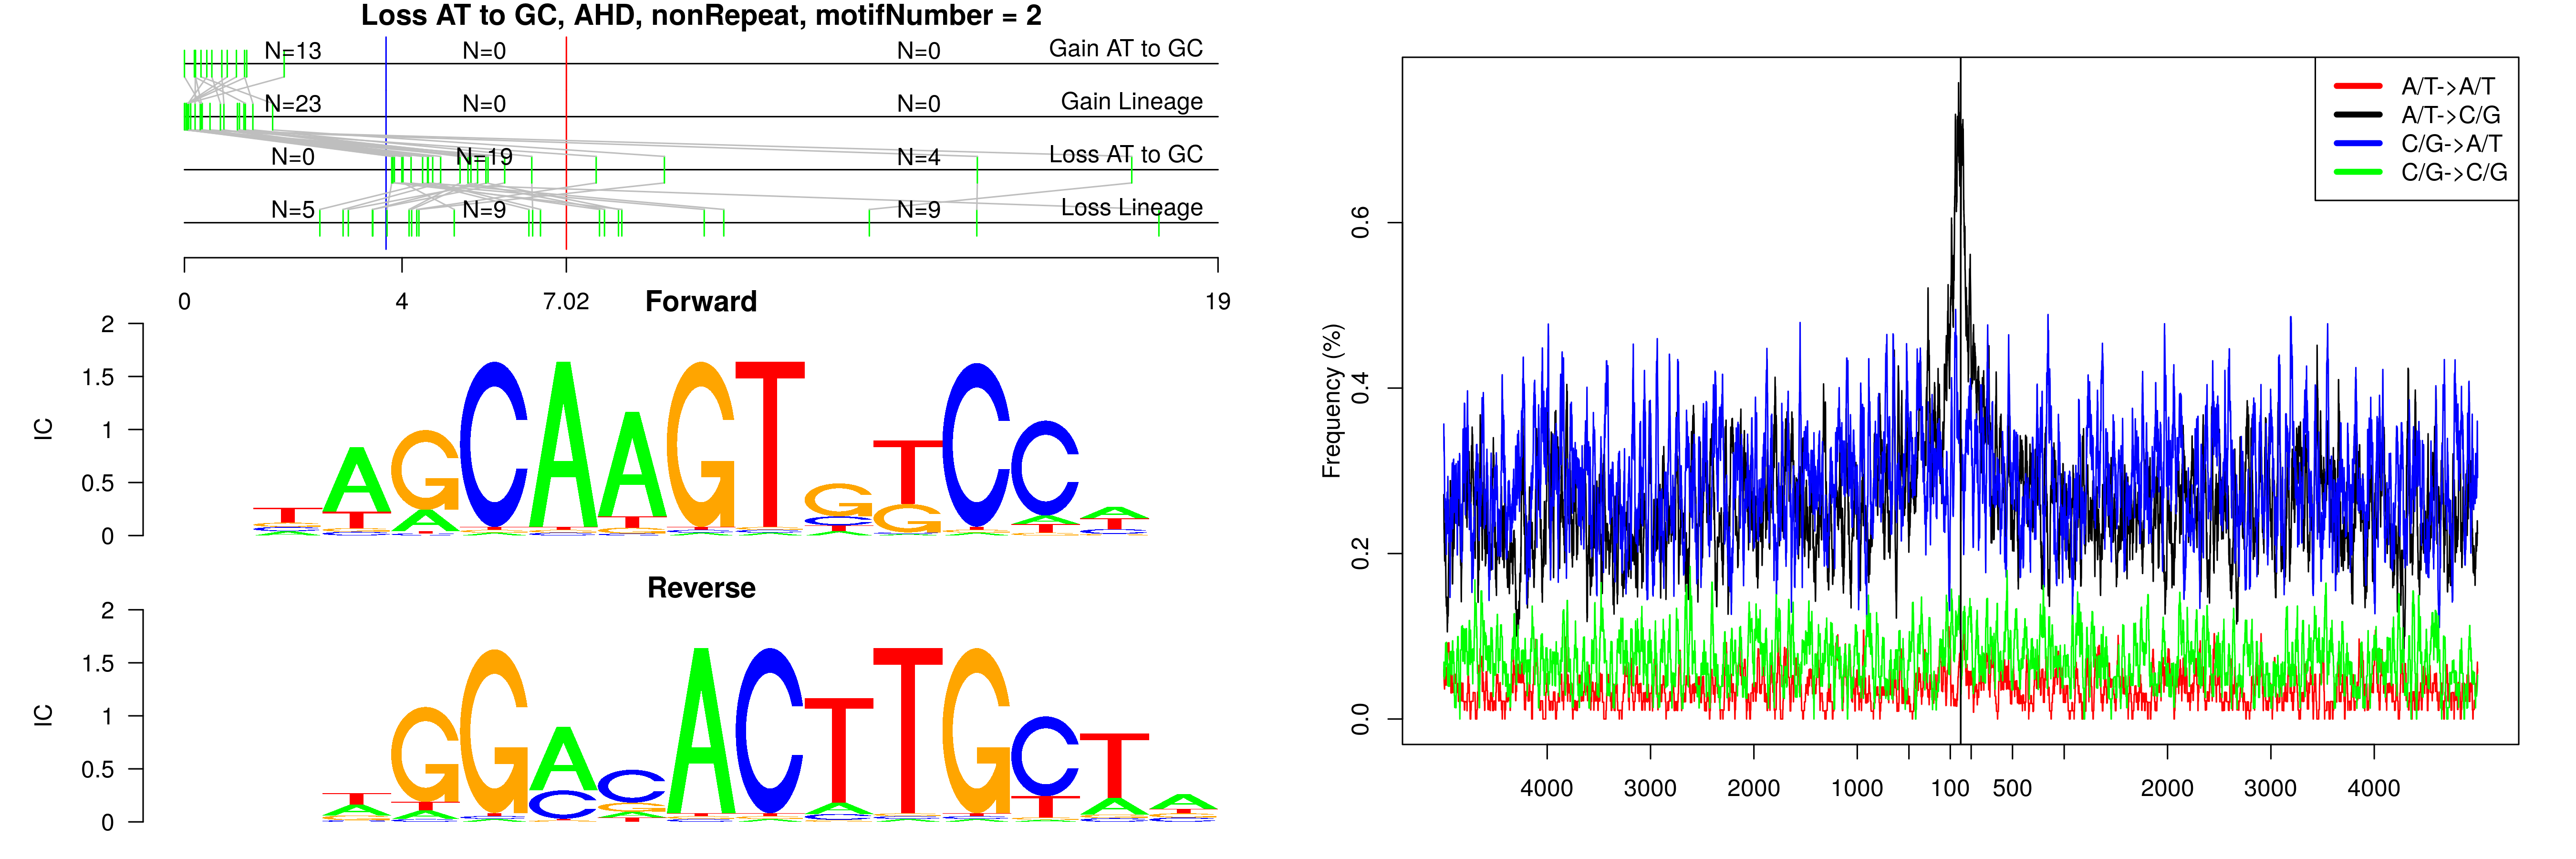 Loss AT to GC, AHD, nonRepeat, motifNumber = 2
N=13 N=0 N=0 Gain AT to GC
N=23 N=0 N=0 Gain Lineage
N=0 N=19 N=4 Loss AT to GC
N=5 N=9 N=9 Loss Lineage
0 4 7.02 19
Forward
IC
2
1.5
1
0.5
0
TAGCAAGTGTCCA
Reverse
IC
2
1.5
1
0.5
0
TGGACACTTGCTA
A/T->A/T
A/T->C/G
C/G->A/T
C/G->C/G
Frequency (%)
0.6
0.4
0.2
0.0
4000 3000 2000 1000 100 500 2000 3000 4000